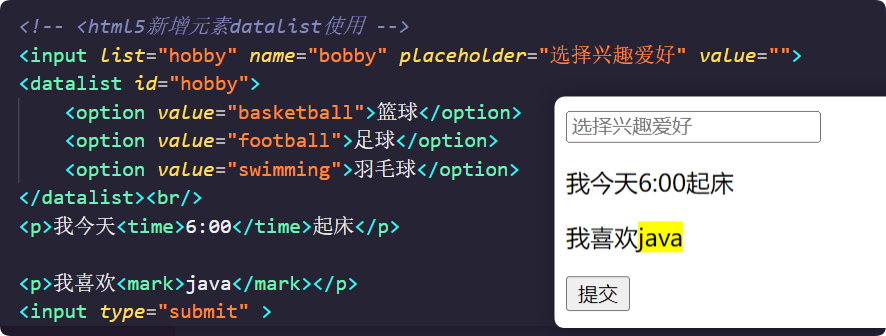 <!-- <html5新增元素datalist使用 -->
<input list="hobby" name="bobby" placeholder="选择兴趣爱好" value="">
<datalist id="hobby">
<option value="basketball">篮球</option>
<option value="football">足球</option>
<option value="swimming">羽毛球</option>
</datalist><br/>
<p>我今天<time>6:00</time>起床</p>
<p>我喜欢<mark>java</mark></p>
<input type="submit" >
选择兴趣爱好
我今天6:00起床
我喜欢java
提交